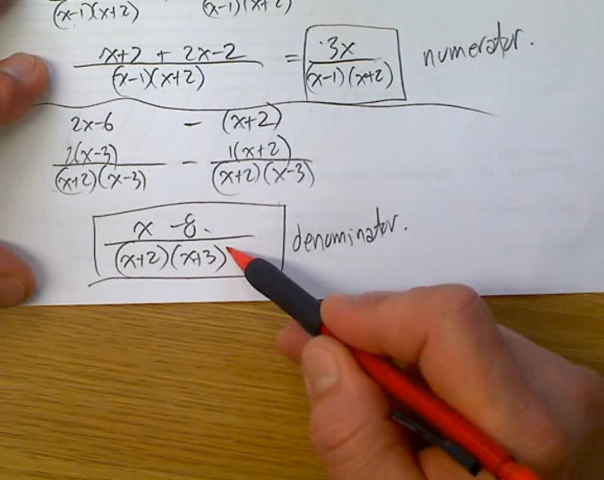 (x-1)(x+2) (x-1)(x+2)
x+2 + 2x-2 = 3x numerator.
(x-1)(x+2) (x-1)(x+2)
2x-6 - (x+2)
2(x-3) - 1(x+2)
(x+2)(x-3) (x+2)(x-3)
x -8. denominator.
(x+2)(x+3)